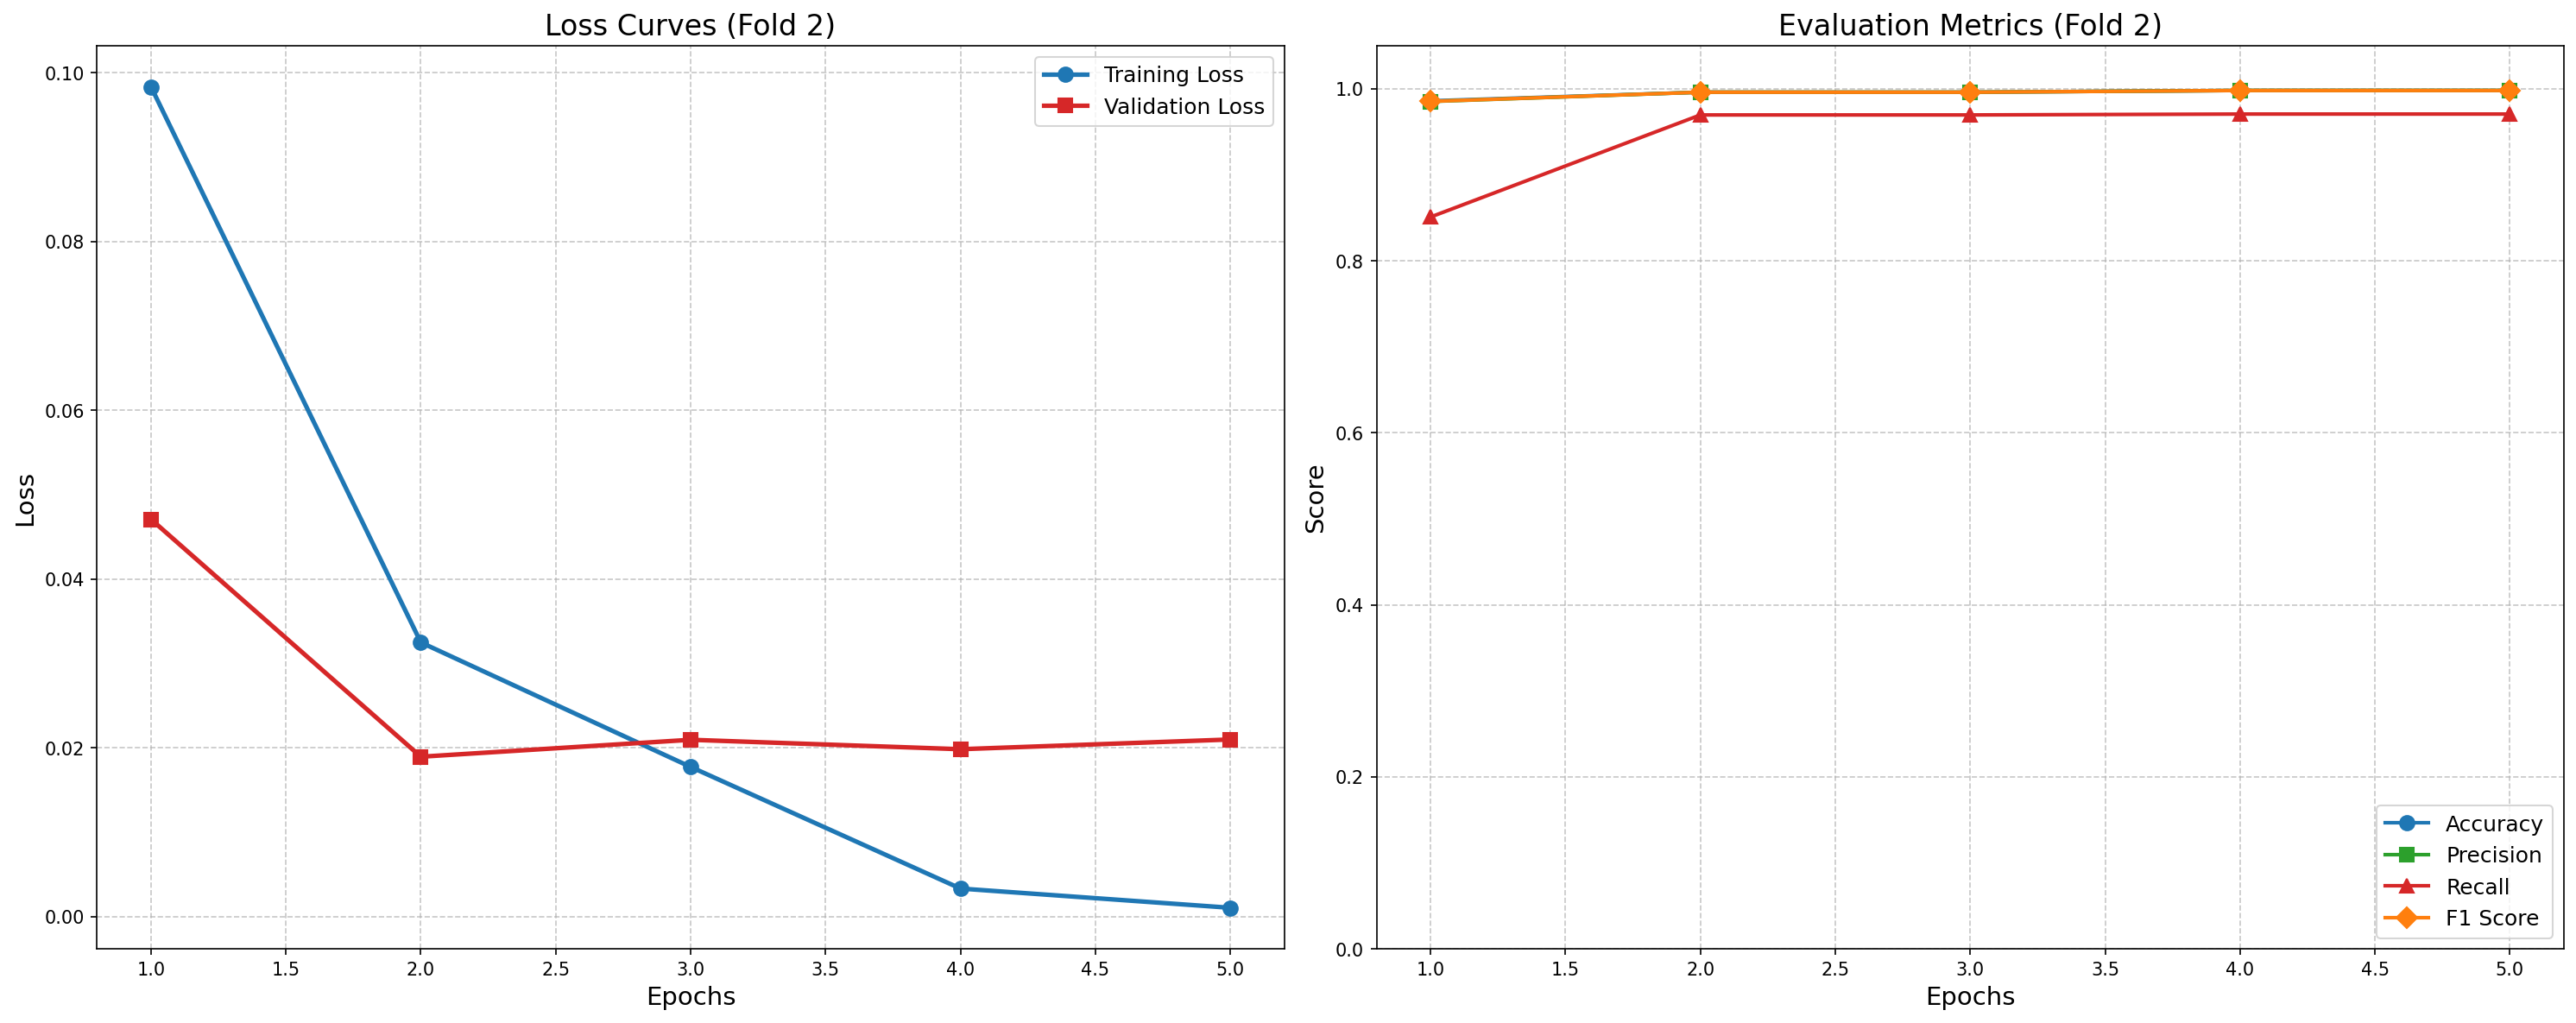 Loss Curves (Fold 2)
0.10
0.08
0.06
0.04
0.02
0.00
Loss
1.0 1.5 2.0 2.5 3.0 3.5 4.0 4.5 5.0
Epochs
Training Loss
Validation Loss
Evaluation Metrics (Fold 2)
1.0
0.8
0.6
0.4
0.2
0.0
Score
1.0 1.5 2.0 2.5 3.0 3.5 4.0 4.5 5.0
Epochs
Accuracy
Precision
Recall
F1 Score